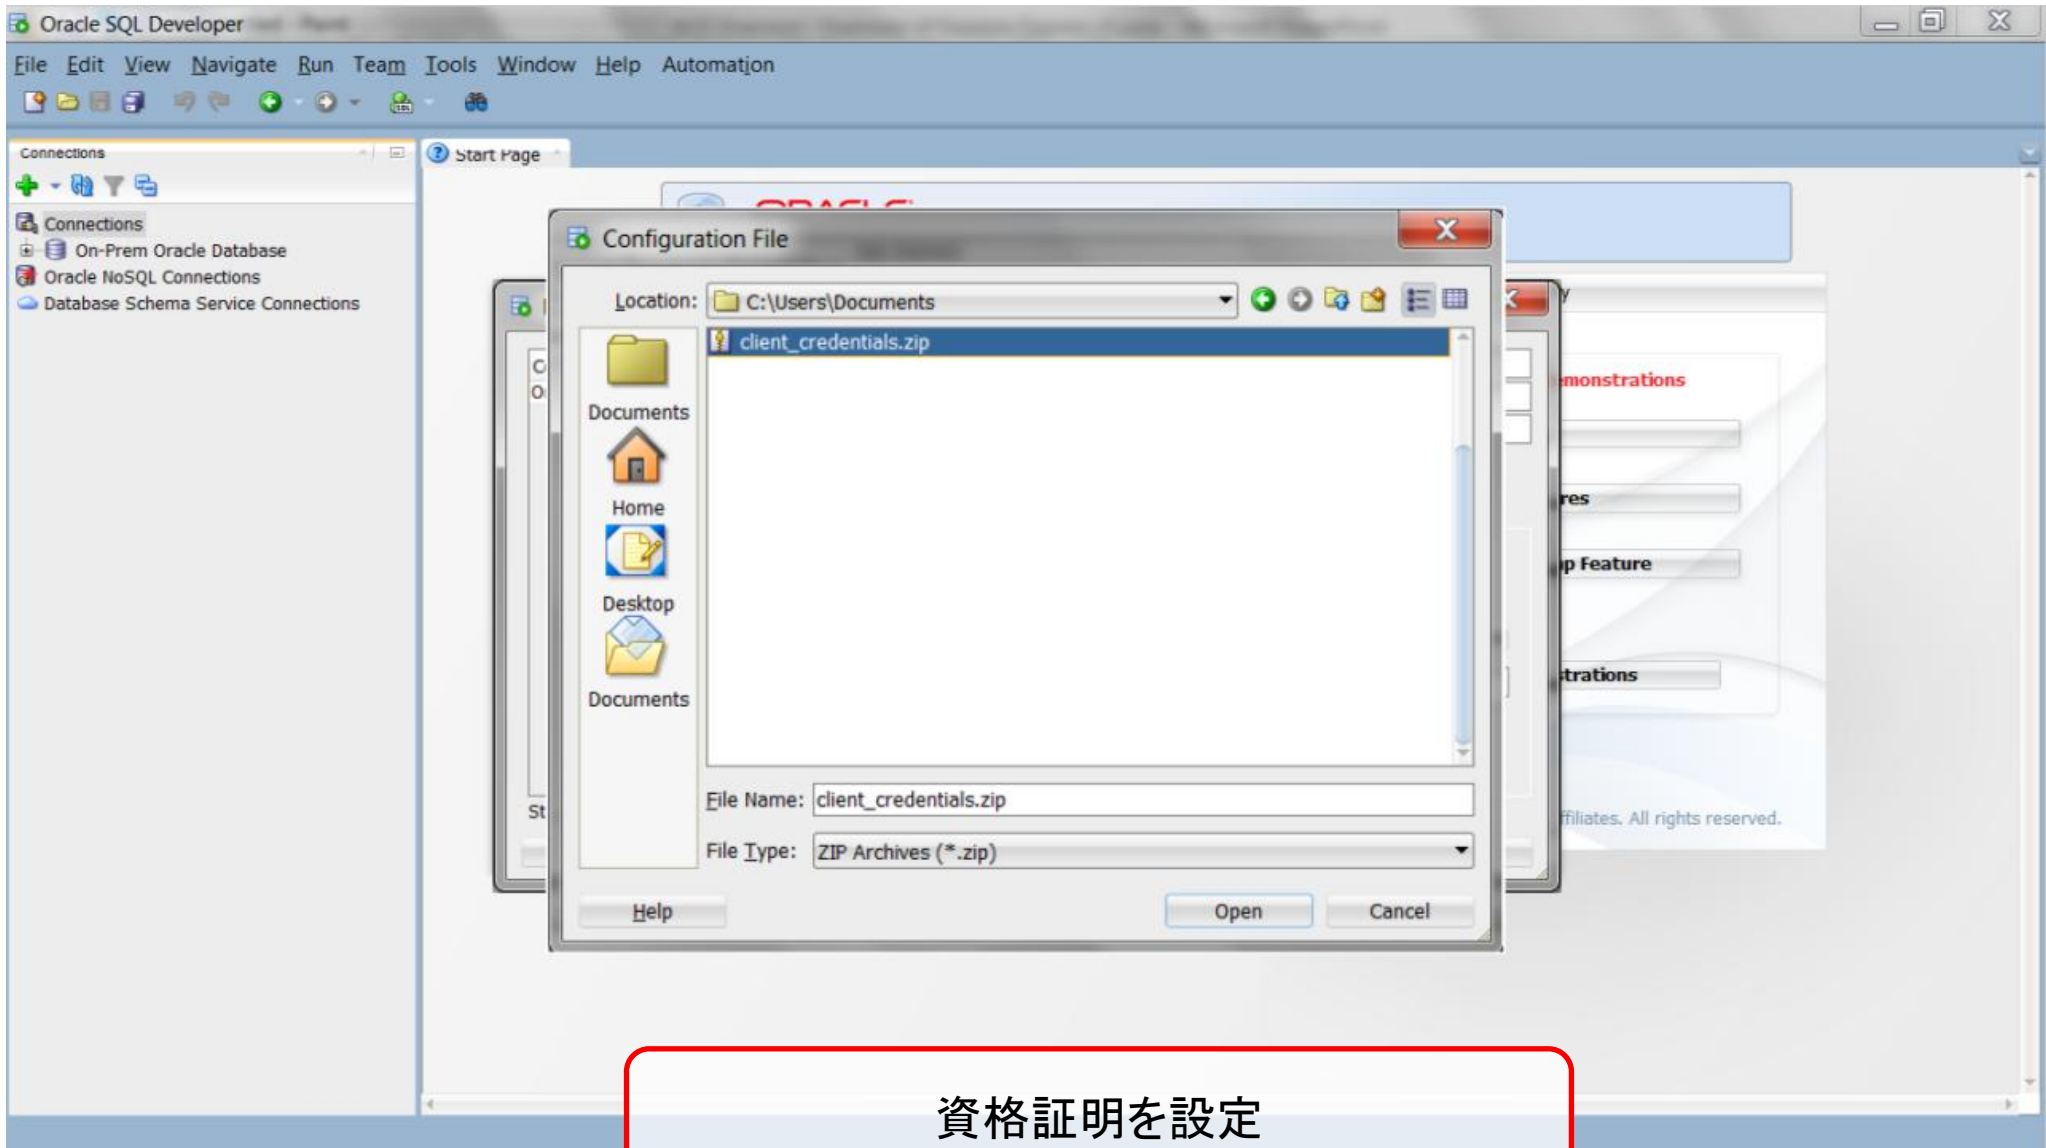 Oracle SQL Developer
File Edit View Navigate Run Team Tools Window Help Automation
Connections
Start Page
Connections
On-Prem Oracle Database
Oracle NoSQL Connections
Database Schema Service Connections
ORACLE
Configuration File
Location: C:\Users\Documents
client_credentials.zip
Documents
Home
Desktop
Documents
File Name: client_credentials.zip
File Type: ZIP Archives (*.zip)
Help Open Cancel
monstrations
res
p Feature
trations
St
ffiliates. All rights reserved.
資格証明を設定